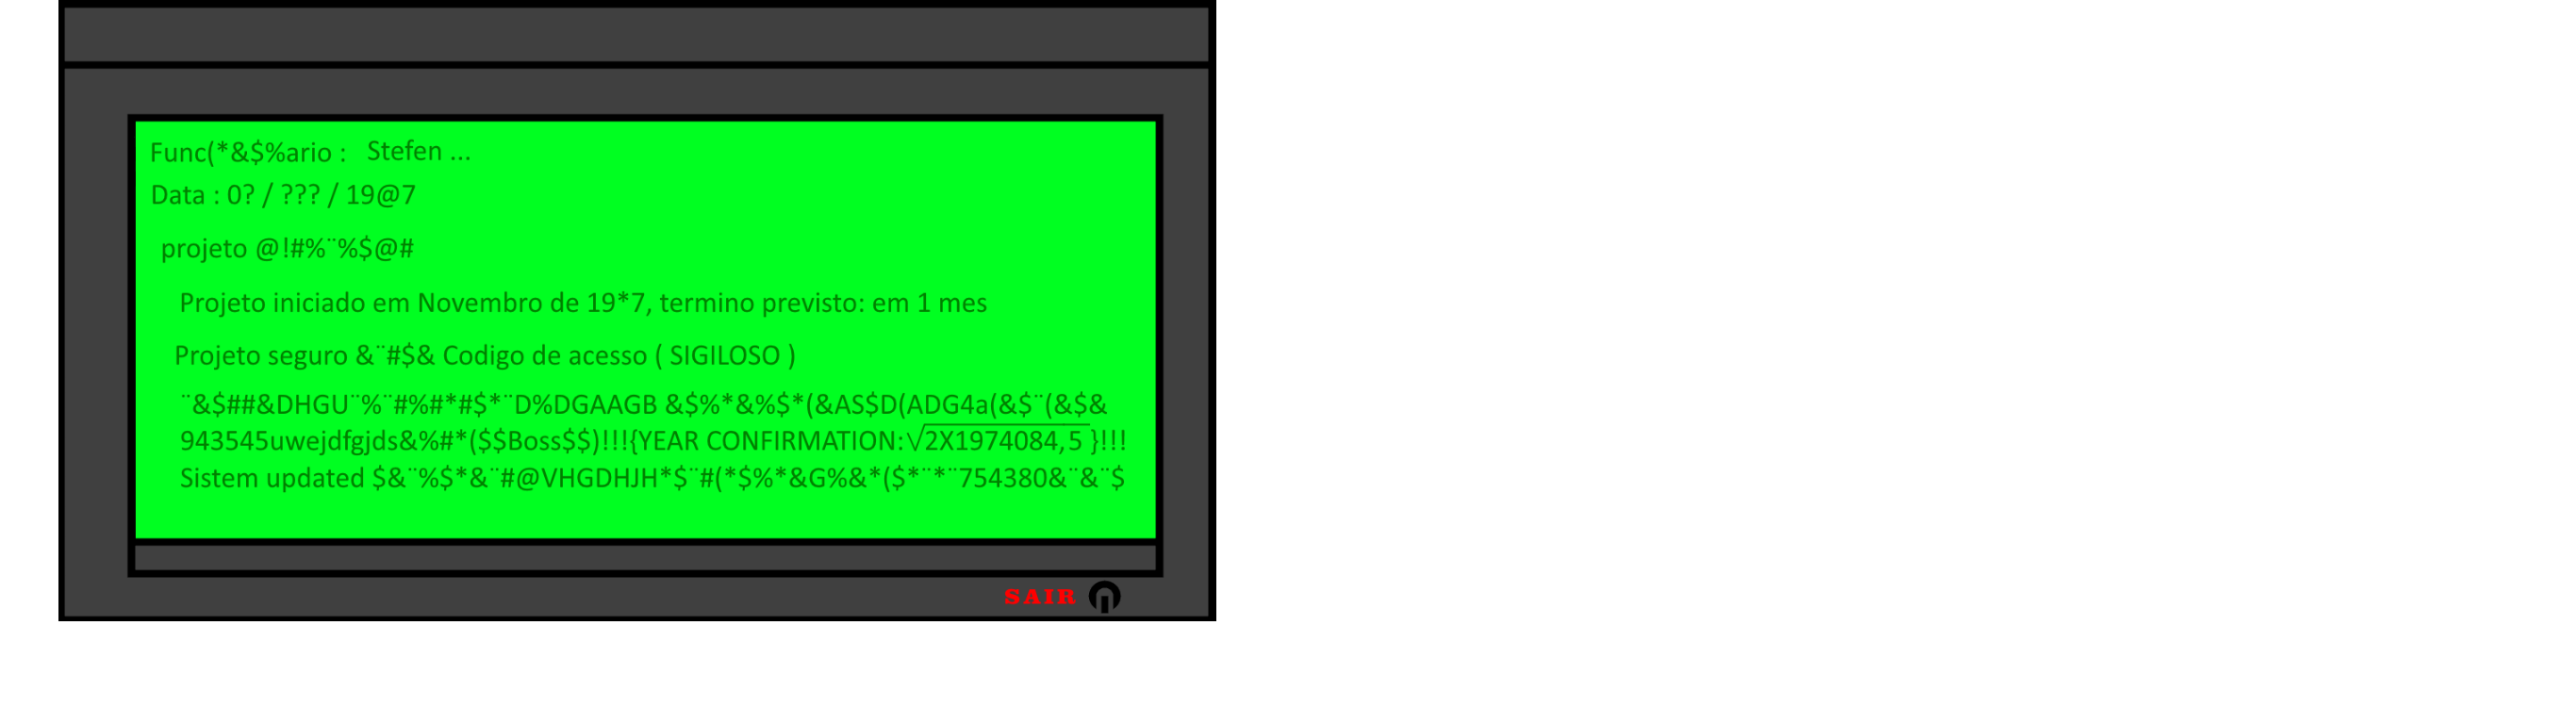 Func(*&$%ario : Stefen ...
Data : 0? / ??? / 19@7
projeto @!#%¨%$@#
Projeto iniciado em Novembro de 19*7, termino previsto: em 1 mes
Projeto seguro &¨#$& Codigo de acesso ( SIGILOSO )
¨&$##&DHGU¨%¨#%#*#$*¨D%DGAAGB &$%*&%$*(&AS$D(ADG4a(&$¨(&$&
943545uwejdfgjds&%#*($$Boss$$)!!!{YEAR CONFIRMATION:√2X1974084,5 }!!!
Sistem updated $&¨%$*&¨#@VHGDHJH*$¨#(*$%*&G%&*($*¨*¨754380&¨&¨$
SAIR